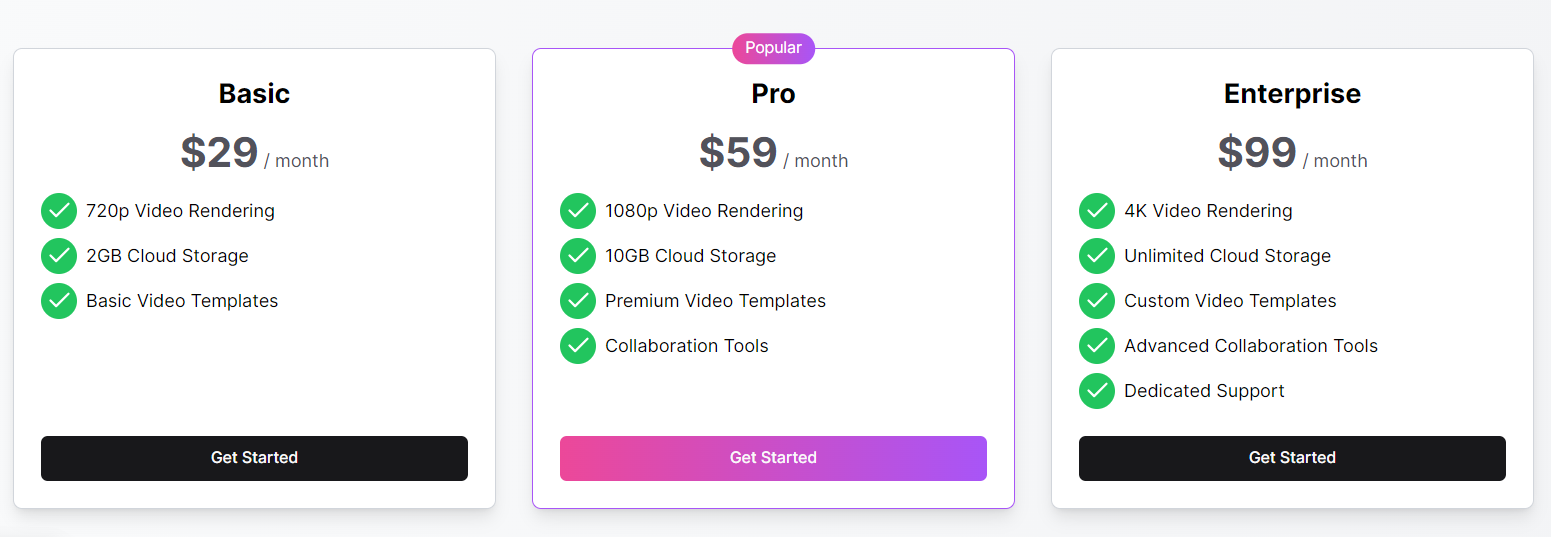 Basic
$29 / month
720p Video Rendering
2GB Cloud Storage
Basic Video Templates
Get Started
Popular
Pro
$59 / month
1080p Video Rendering
10GB Cloud Storage
Premium Video Templates
Collaboration Tools
Get Started
Enterprise
$99 / month
4K Video Rendering
Unlimited Cloud Storage
Custom Video Templates
Advanced Collaboration Tools
Dedicated Support
Get Started